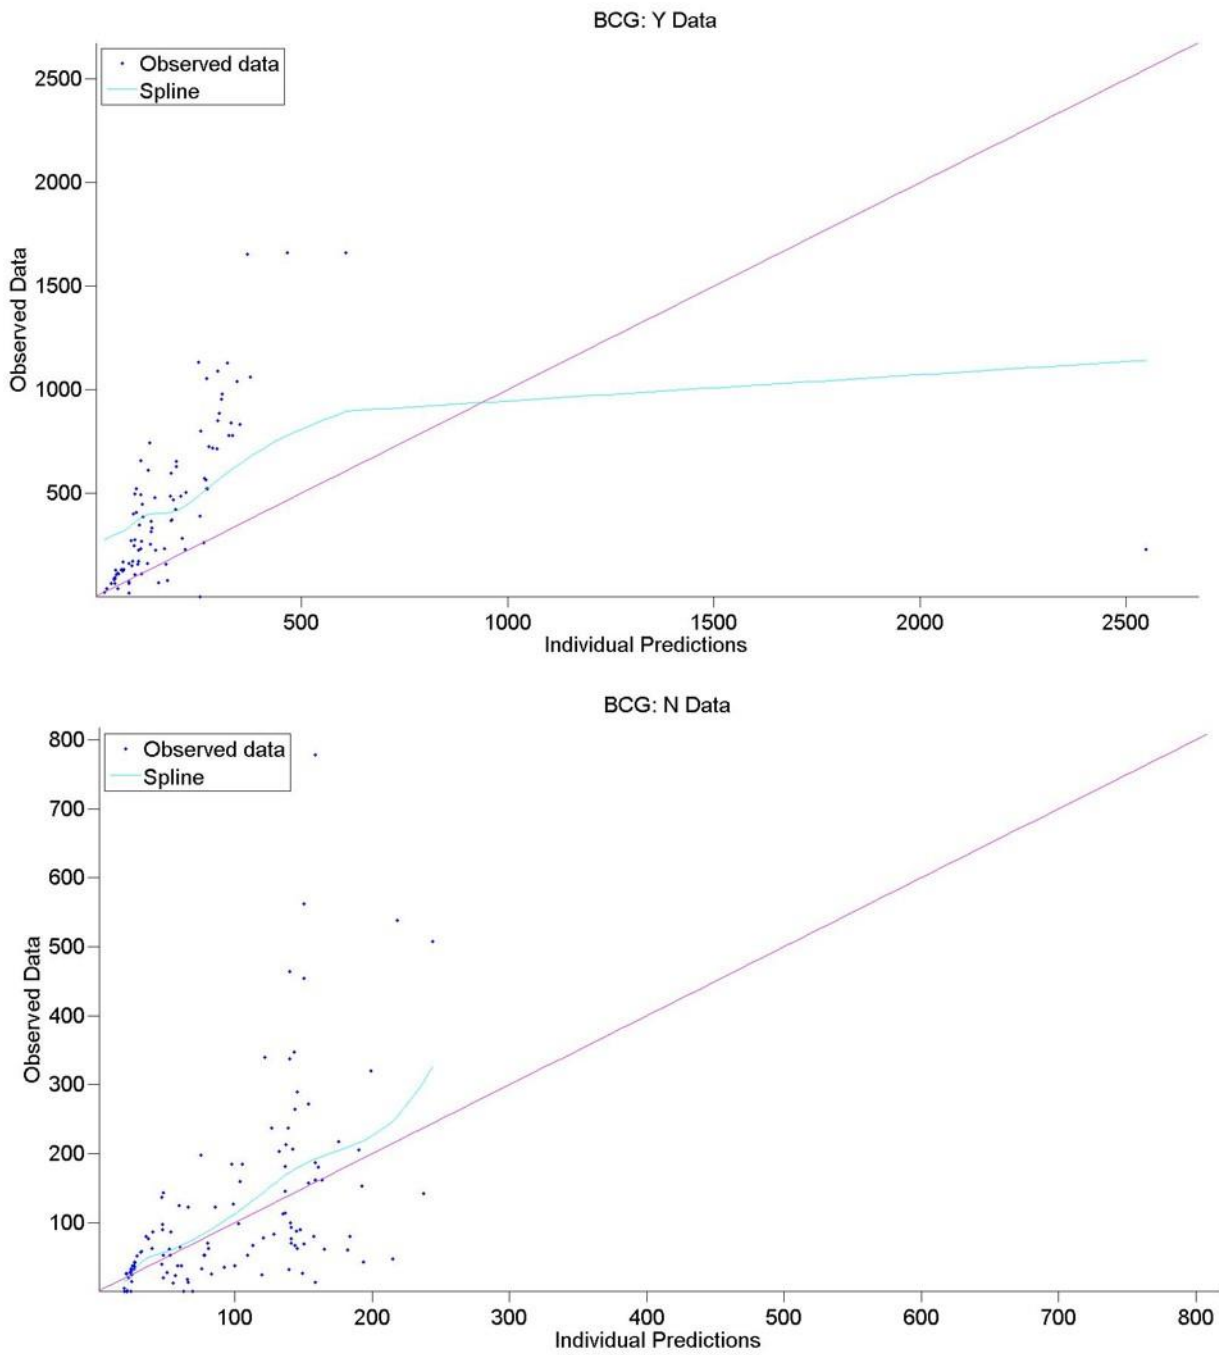 BCG: Y Data
Observed data
Spline
2500
2000
1500
1000
500
Observed Data
500 1000 1500 2000 2500
Individual Predictions
BCG: N Data
Observed data
Spline
800
700
600
500
400
300
200
100
Observed Data
100 200 300 400 500 600 700 800
Individual Predictions